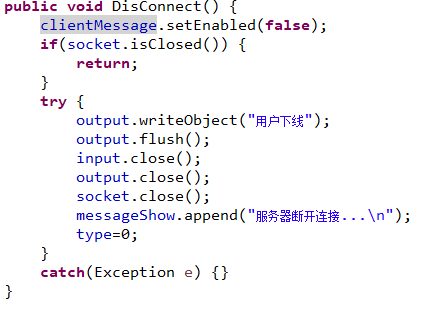 public void DisConnect() {
    clientMessage.setEnabled(false);
    if(socket.isClosed()) {
        return;
    }
    try {
        output.writeObject("用户下线");
        output.flush();
        input.close();
        output.close();
        socket.close();
        messageShow.append("服务器断开连接...\n");
        type=0;
    }
    catch(Exception e) {}
}